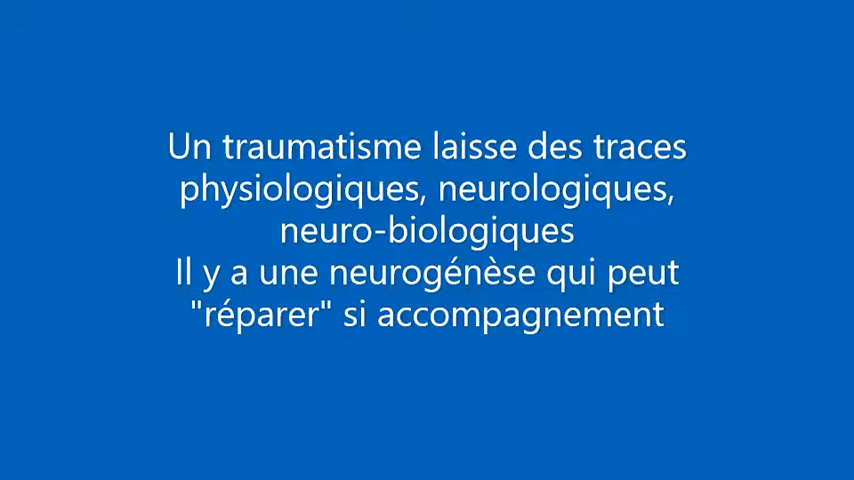 Un traumatisme laisse des traces
physiologiques, neurologiques,
neuro-biologiques
Il y a une neurogénèse qui peut
"réparer" si accompagnement